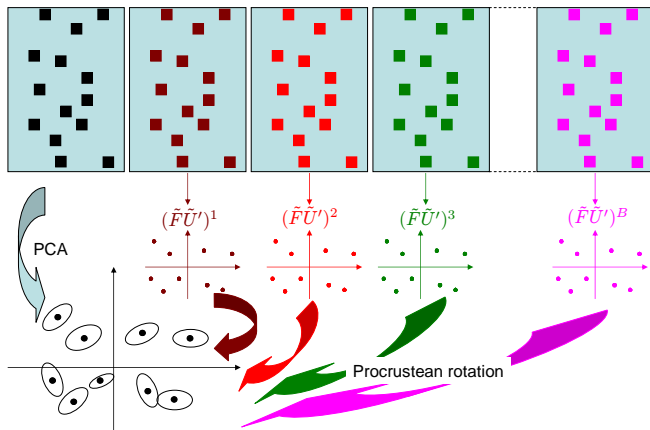 (F̃Ũ′)¹ (F̃Ũ′)² (F̃Ũ′)³ (F̃Ũ′)ᴮ
PCA
Procrustean rotation